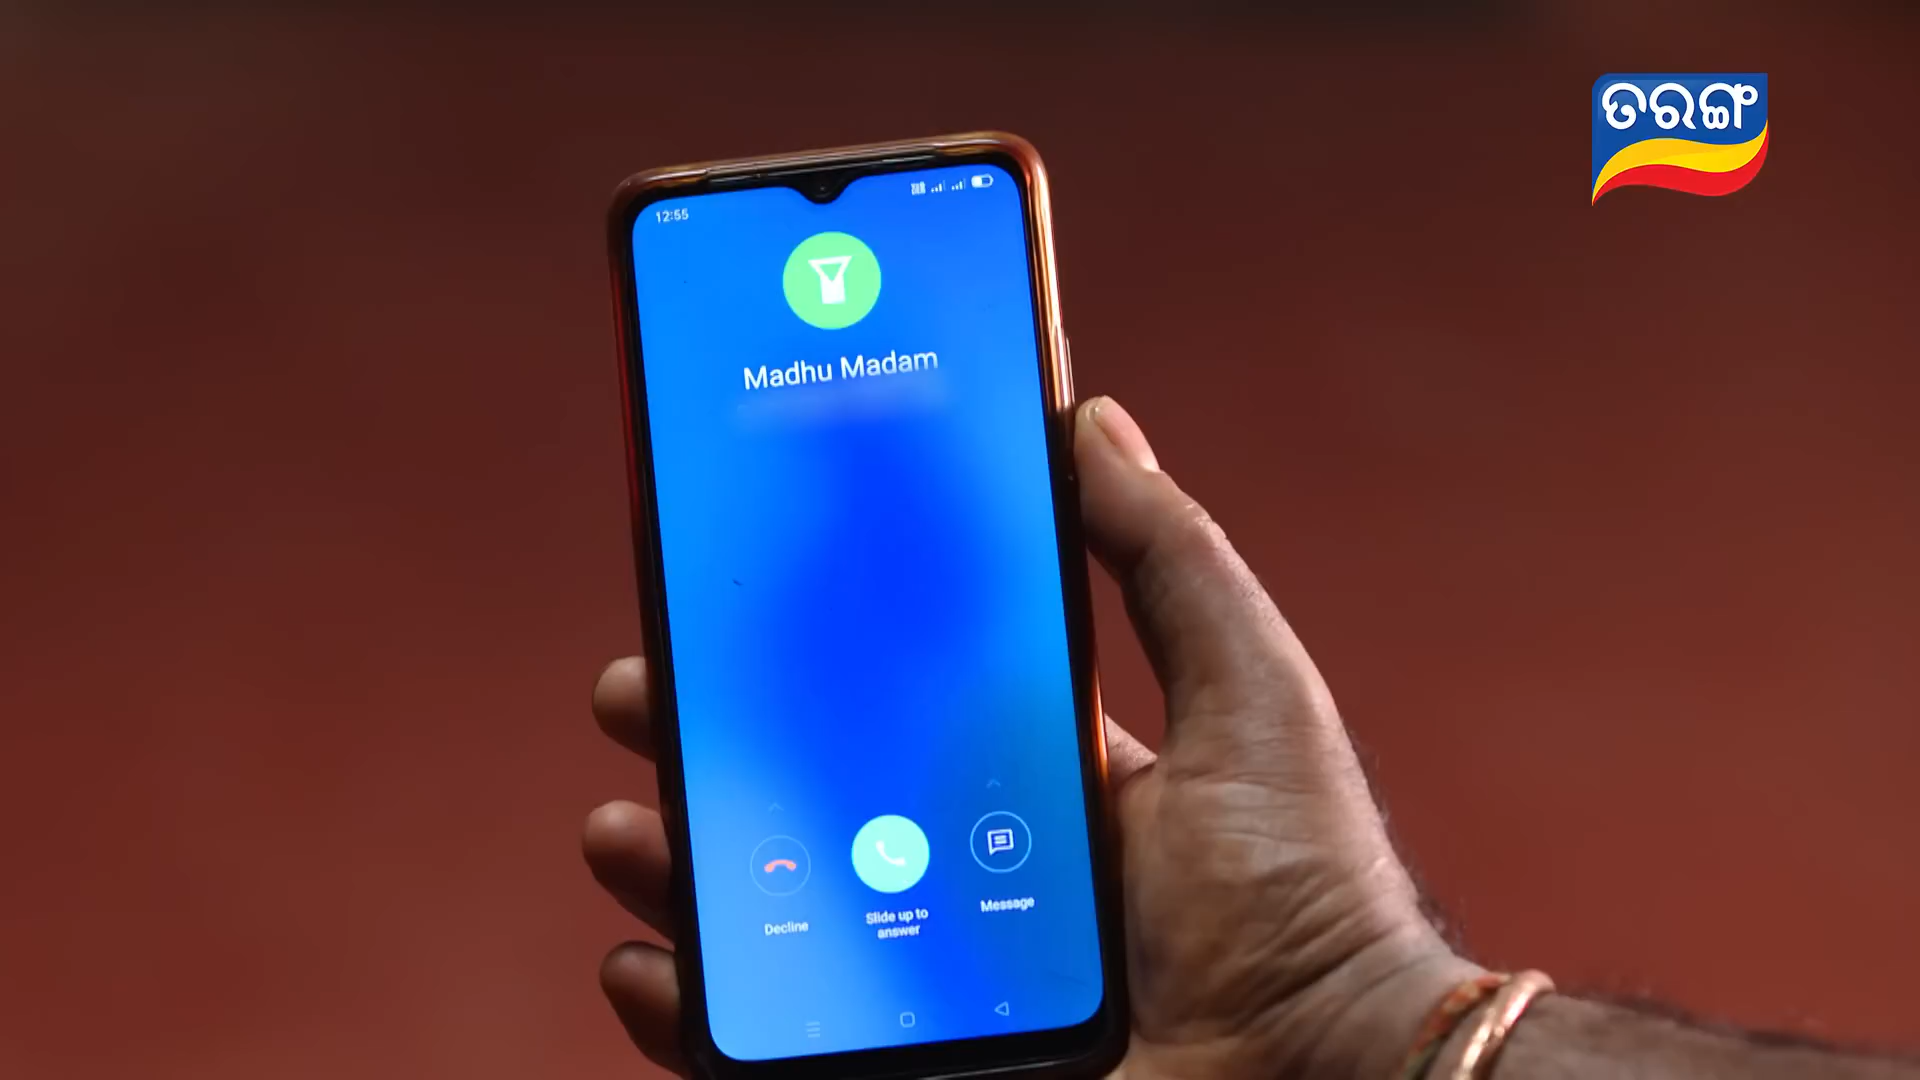 ତରଙ୍ଗ
12:55
Madhu Madam
Decline
Slide up to
answer
Message